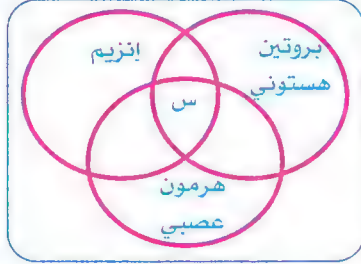 بروتين
هستوني
إنزيم
س
هرمون
عصبي